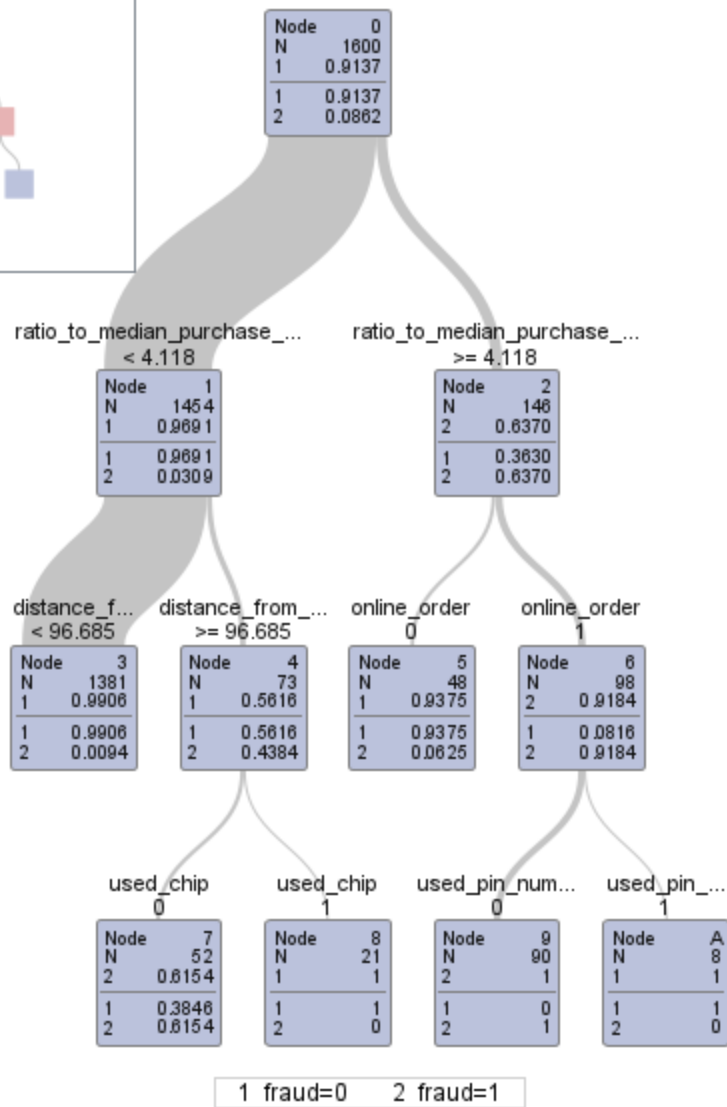 Node 0
N 1600
1 0.9137
1 0.9137
2 0.0862
ratio_to_median_purchase_...
< 4.118
ratio_to_median_purchase_...
>= 4.118
Node 1
N 1454
1 0.9691
1 0.9691
2 0.0309
Node 2
N 146
2 0.6370
1 0.3630
2 0.6370
distance_f...
< 96.685
distance_from_...
>= 96.685
online_order
0
online_order
1
Node 3
N 1381
1 0.9906
1 0.9906
2 0.0094
Node 4
N 73
1 0.5616
1 0.5616
2 0.4384
Node 5
N 48
1 0.9375
1 0.9375
2 0.0625
Node 6
N 98
2 0.9184
1 0.0816
2 0.9184
used_chip
0
used_chip
1
used_pin_num...
0
used_pin_...
1
Node 7
N 52
2 0.6154
1 0.3846
2 0.6154
Node 8
N 21
1 1
1 1
2 0
Node 9
N 90
2 1
1 0
2 1
Node A
N 8
1 1
1 1
2 0
1 fraud=0 2 fraud=1